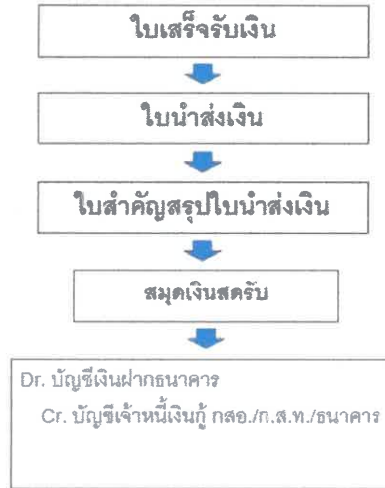 ใบเสร็จรับเงิน
ใบนำส่งเงิน
ใบสำคัญสรุปใบนำส่งเงิน
สมุดเงินสดรับ
Dr. บัญชีเงินฝากธนาคาร
Cr. บัญชีเจ้าหนี้เงินกู้ กสอ./ก.ส.ท./ธนาคาร